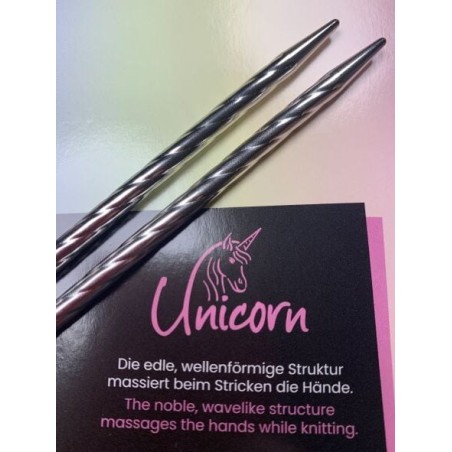 Unicorn
Die edle, wellenförmige Struktur
massiert beim Stricken die Hände.
The noble, wavelike structure
massages the hands while knitting.